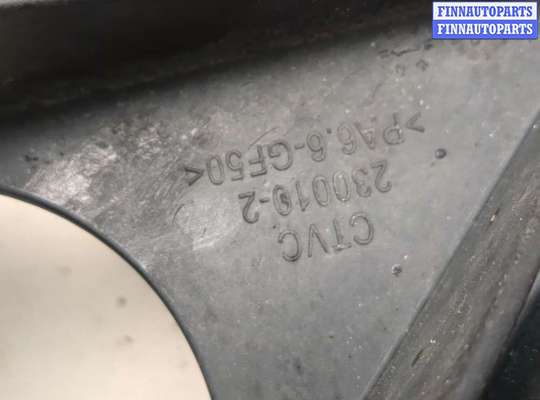 FINNAUTOPARTS
FINNAUTOPARTS
CTVC
230010-2
>PA6.6-GF50<